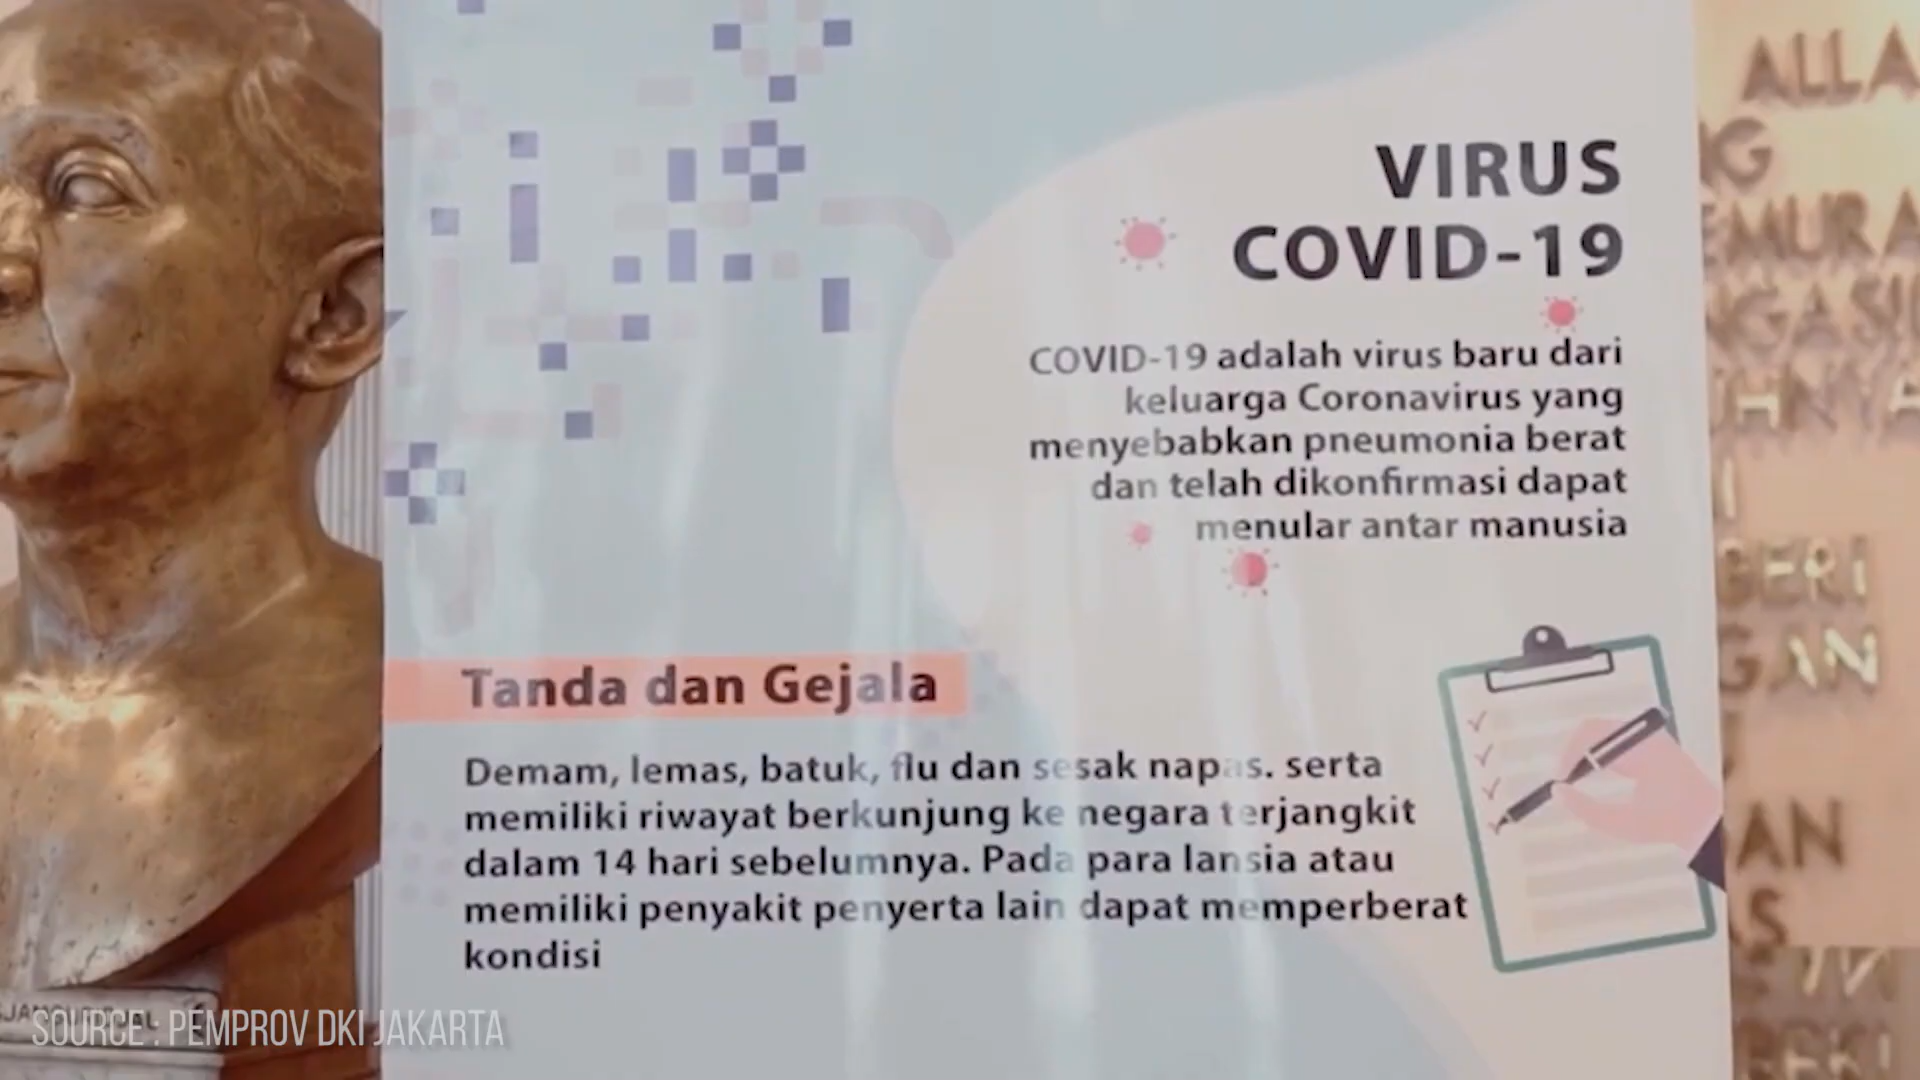 VIRUS
COVID-19
COVID-19 adalah virus baru dari
keluarga Coronavirus yang
menyebabkan pneumonia berat
dan telah dikonfirmasi dapat
menular antar manusia
Tanda dan Gejala
Demam, lemas, batuk, flu dan sesak napas. serta
memiliki riwayat berkunjung ke negara terjangkit
dalam 14 hari sebelumnya. Pada para lansia atau
memiliki penyakit penyerta lain dapat memperberat
kondisi
SOURCE : PEMPROV DKI JAKARTA